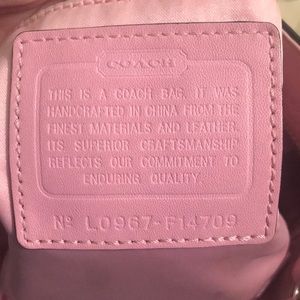 COACH
THIS IS A COACH BAG. IT WAS
HANDCRAFTED IN CHINA FROM THE
FINEST MATERIALS AND LEATHER.
ITS SUPERIOR CRAFTSMANSHIP
REFLECTS OUR COMMITMENT TO
ENDURING QUALITY.
Nº L0967-F14709